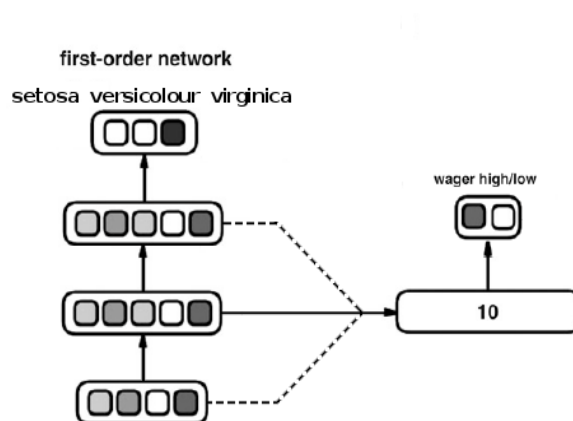 first-order network
setosa versicolour virginica
wager high/low
10